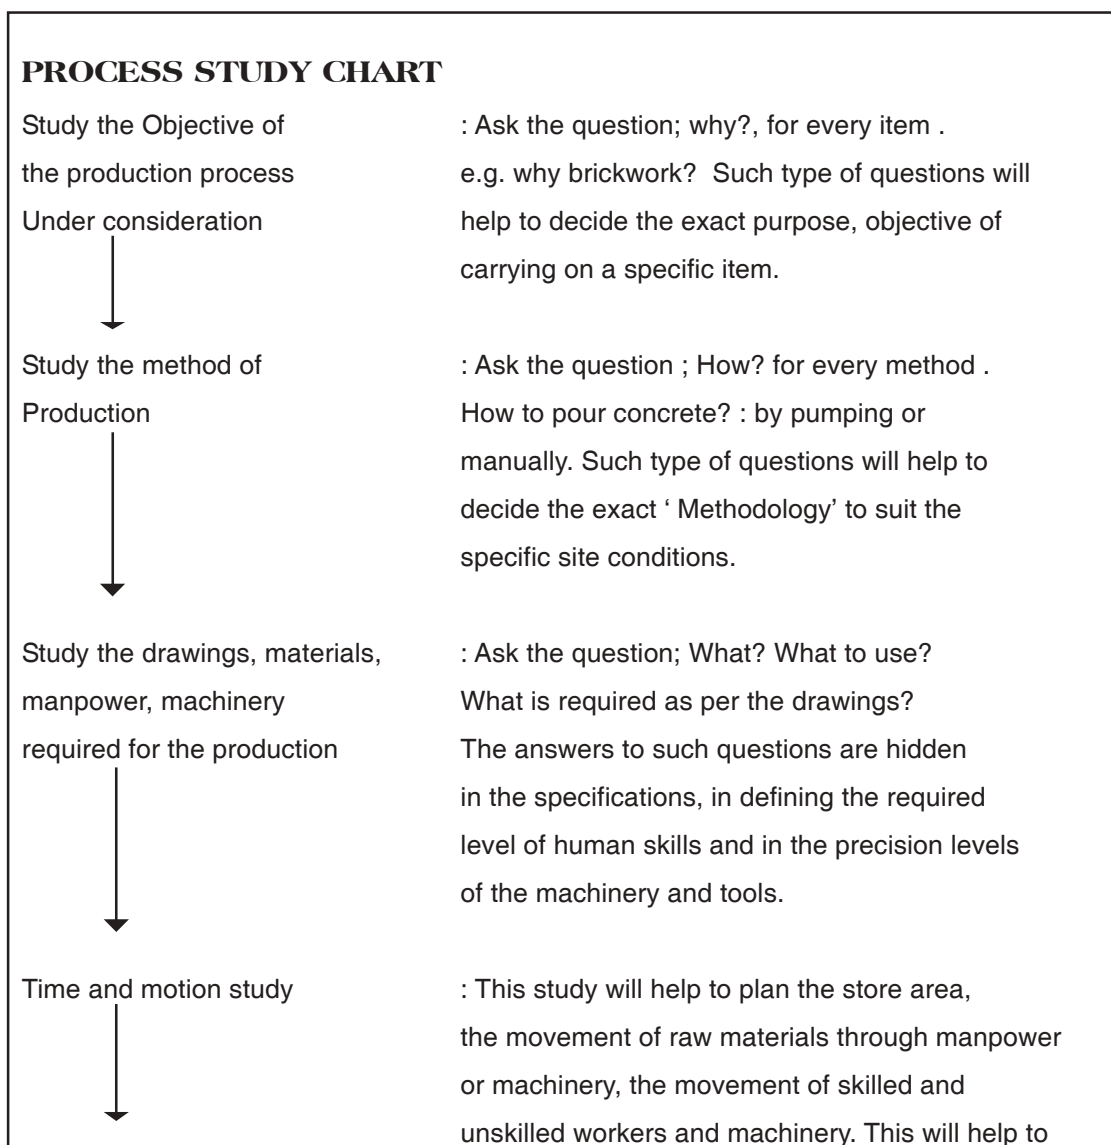 PROCESS STUDY CHART
Study the Objective of
the production process
Under consideration
: Ask the question; why?, for every item .
e.g. why brickwork? Such type of questions will
help to decide the exact purpose, objective of
carrying on a specific item.
Study the method of
Production
: Ask the question ; How? for every method .
How to pour concrete? : by pumping or
manually. Such type of questions will help to
decide the exact ‘ Methodology’ to suit the
specific site conditions.
Study the drawings, materials,
manpower, machinery
required for the production
: Ask the question; What? What to use?
What is required as per the drawings?
The answers to such questions are hidden
in the specifications, in defining the required
level of human skills and in the precision levels
of the machinery and tools.
Time and motion study
: This study will help to plan the store area,
the movement of raw materials through manpower
or machinery, the movement of skilled and
unskilled workers and machinery. This will help to